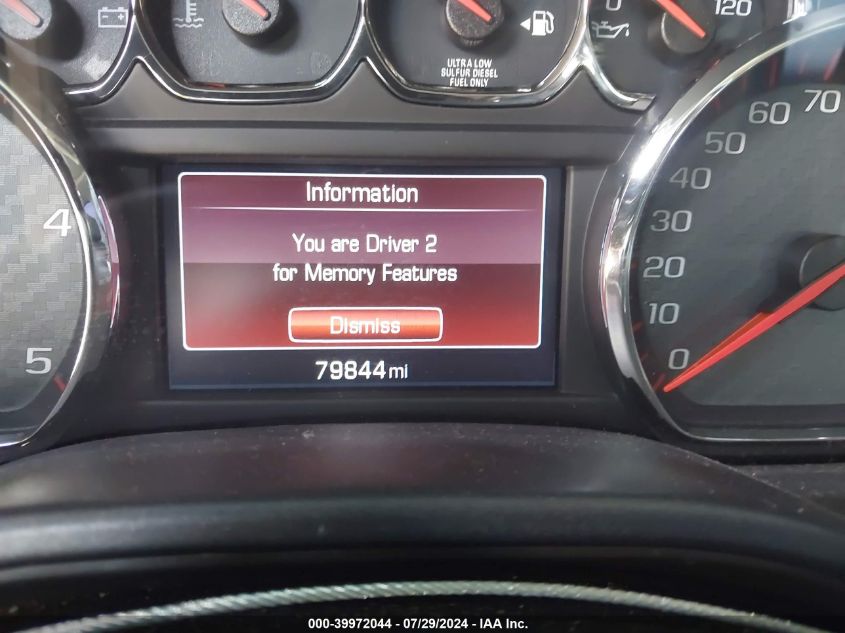 0
120
ULTRA LOW
SULFUR DIESEL
FUEL ONLY
4
5
Information
You are Driver 2
for Memory Features
Dismiss
79844 mi
70
60
50
40
30
20
10
0
000-39972044 / 07/29/2024 - IAA Inc.